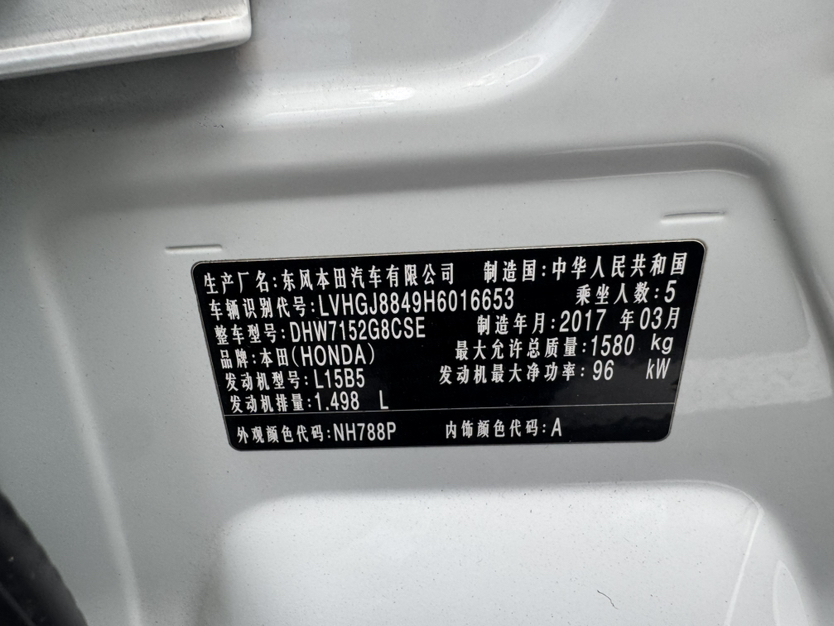 生产厂名:东风本田汽车有限公司 制造国:中华人民共和国
车辆识别代号:LVHGJ8849H6016653 乘坐人数:5
整车型号:DHW7152G8CSE 制造年月:2017 年03月
品牌:本田(HONDA) 最大允许总质量:1580 kg
发动机型号:L15B5 发动机最大净功率:96 kW
发动机排量:1.498 L
外观颜色代码:NH788P 内饰颜色代码:A